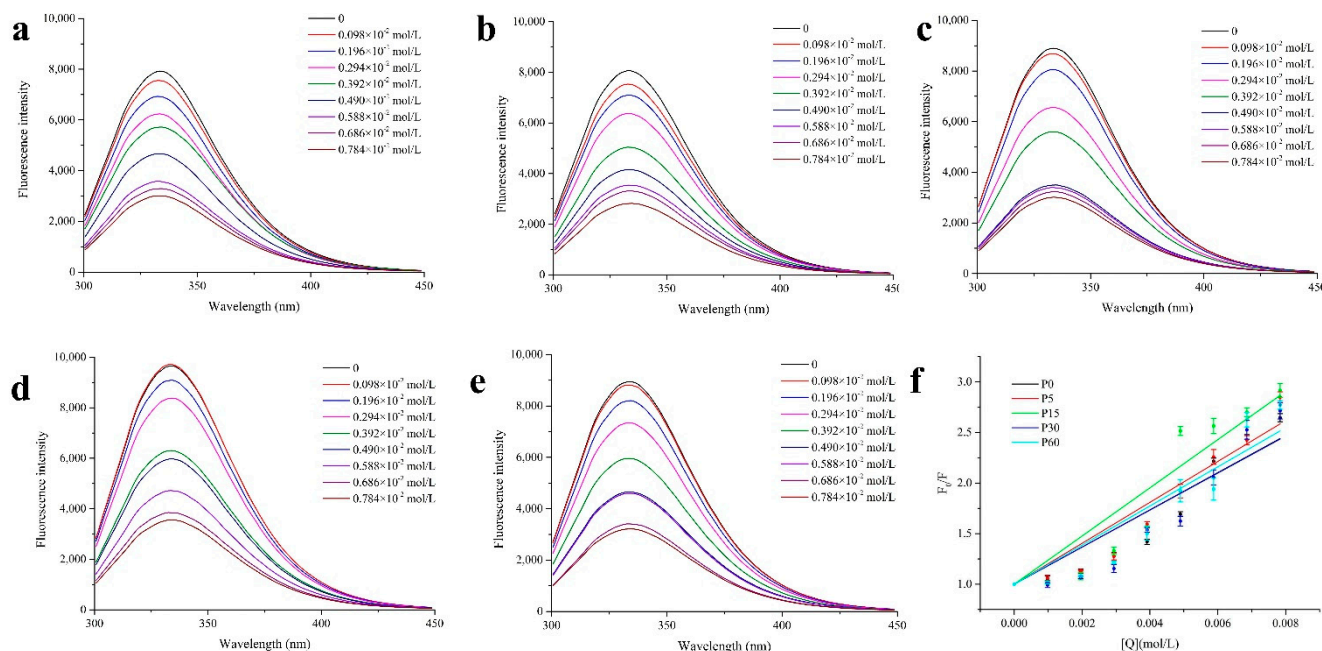 a
10,000
8,000
6,000
4,000
2,000
0
300
350
400
450
Fluorescence intensity
Wavelength (nm)
0
0.098×10⁻² mol/L
0.196×10⁻² mol/L
0.294×10⁻² mol/L
0.392×10⁻² mol/L
0.490×10⁻² mol/L
0.588×10⁻² mol/L
0.686×10⁻² mol/L
0.784×10⁻² mol/L
b
10,000
8,000
6,000
4,000
2,000
0
300
350
400
450
Fluorescence intensity
Wavelength (nm)
0
0.098×10⁻² mol/L
0.196×10⁻² mol/L
0.294×10⁻² mol/L
0.392×10⁻² mol/L
0.490×10⁻² mol/L
0.588×10⁻² mol/L
0.686×10⁻² mol/L
0.784×10⁻² mol/L
c
10,000
8,000
6,000
4,000
2,000
0
300
350
400
450
Fluorescence intensity
Wavelength (nm)
0
0.098×10⁻² mol/L
0.196×10⁻² mol/L
0.294×10⁻² mol/L
0.392×10⁻² mol/L
0.490×10⁻² mol/L
0.588×10⁻² mol/L
0.686×10⁻² mol/L
0.784×10⁻² mol/L
d
10,000
8,000
6,000
4,000
2,000
0
300
350
400
450
Fluorescence intensity
Wavelength (nm)
0
0.098×10⁻² mol/L
0.196×10⁻² mol/L
0.294×10⁻² mol/L
0.392×10⁻² mol/L
0.490×10⁻² mol/L
0.588×10⁻² mol/L
0.686×10⁻² mol/L
0.784×10⁻² mol/L
e
10,000
8,000
6,000
4,000
2,000
0
300
350
400
450
Fluorescence intensity
Wavelength (nm)
0
0.098×10⁻² mol/L
0.196×10⁻² mol/L
0.294×10⁻² mol/L
0.392×10⁻² mol/L
0.490×10⁻² mol/L
0.588×10⁻² mol/L
0.686×10⁻² mol/L
0.784×10⁻² mol/L
f
3.0
2.5
2.0
1.5
1.0
0.000
0.002
0.004
0.006
0.008
F₀/F
[Q](mol/L)
P0
P5
P15
P30
P60